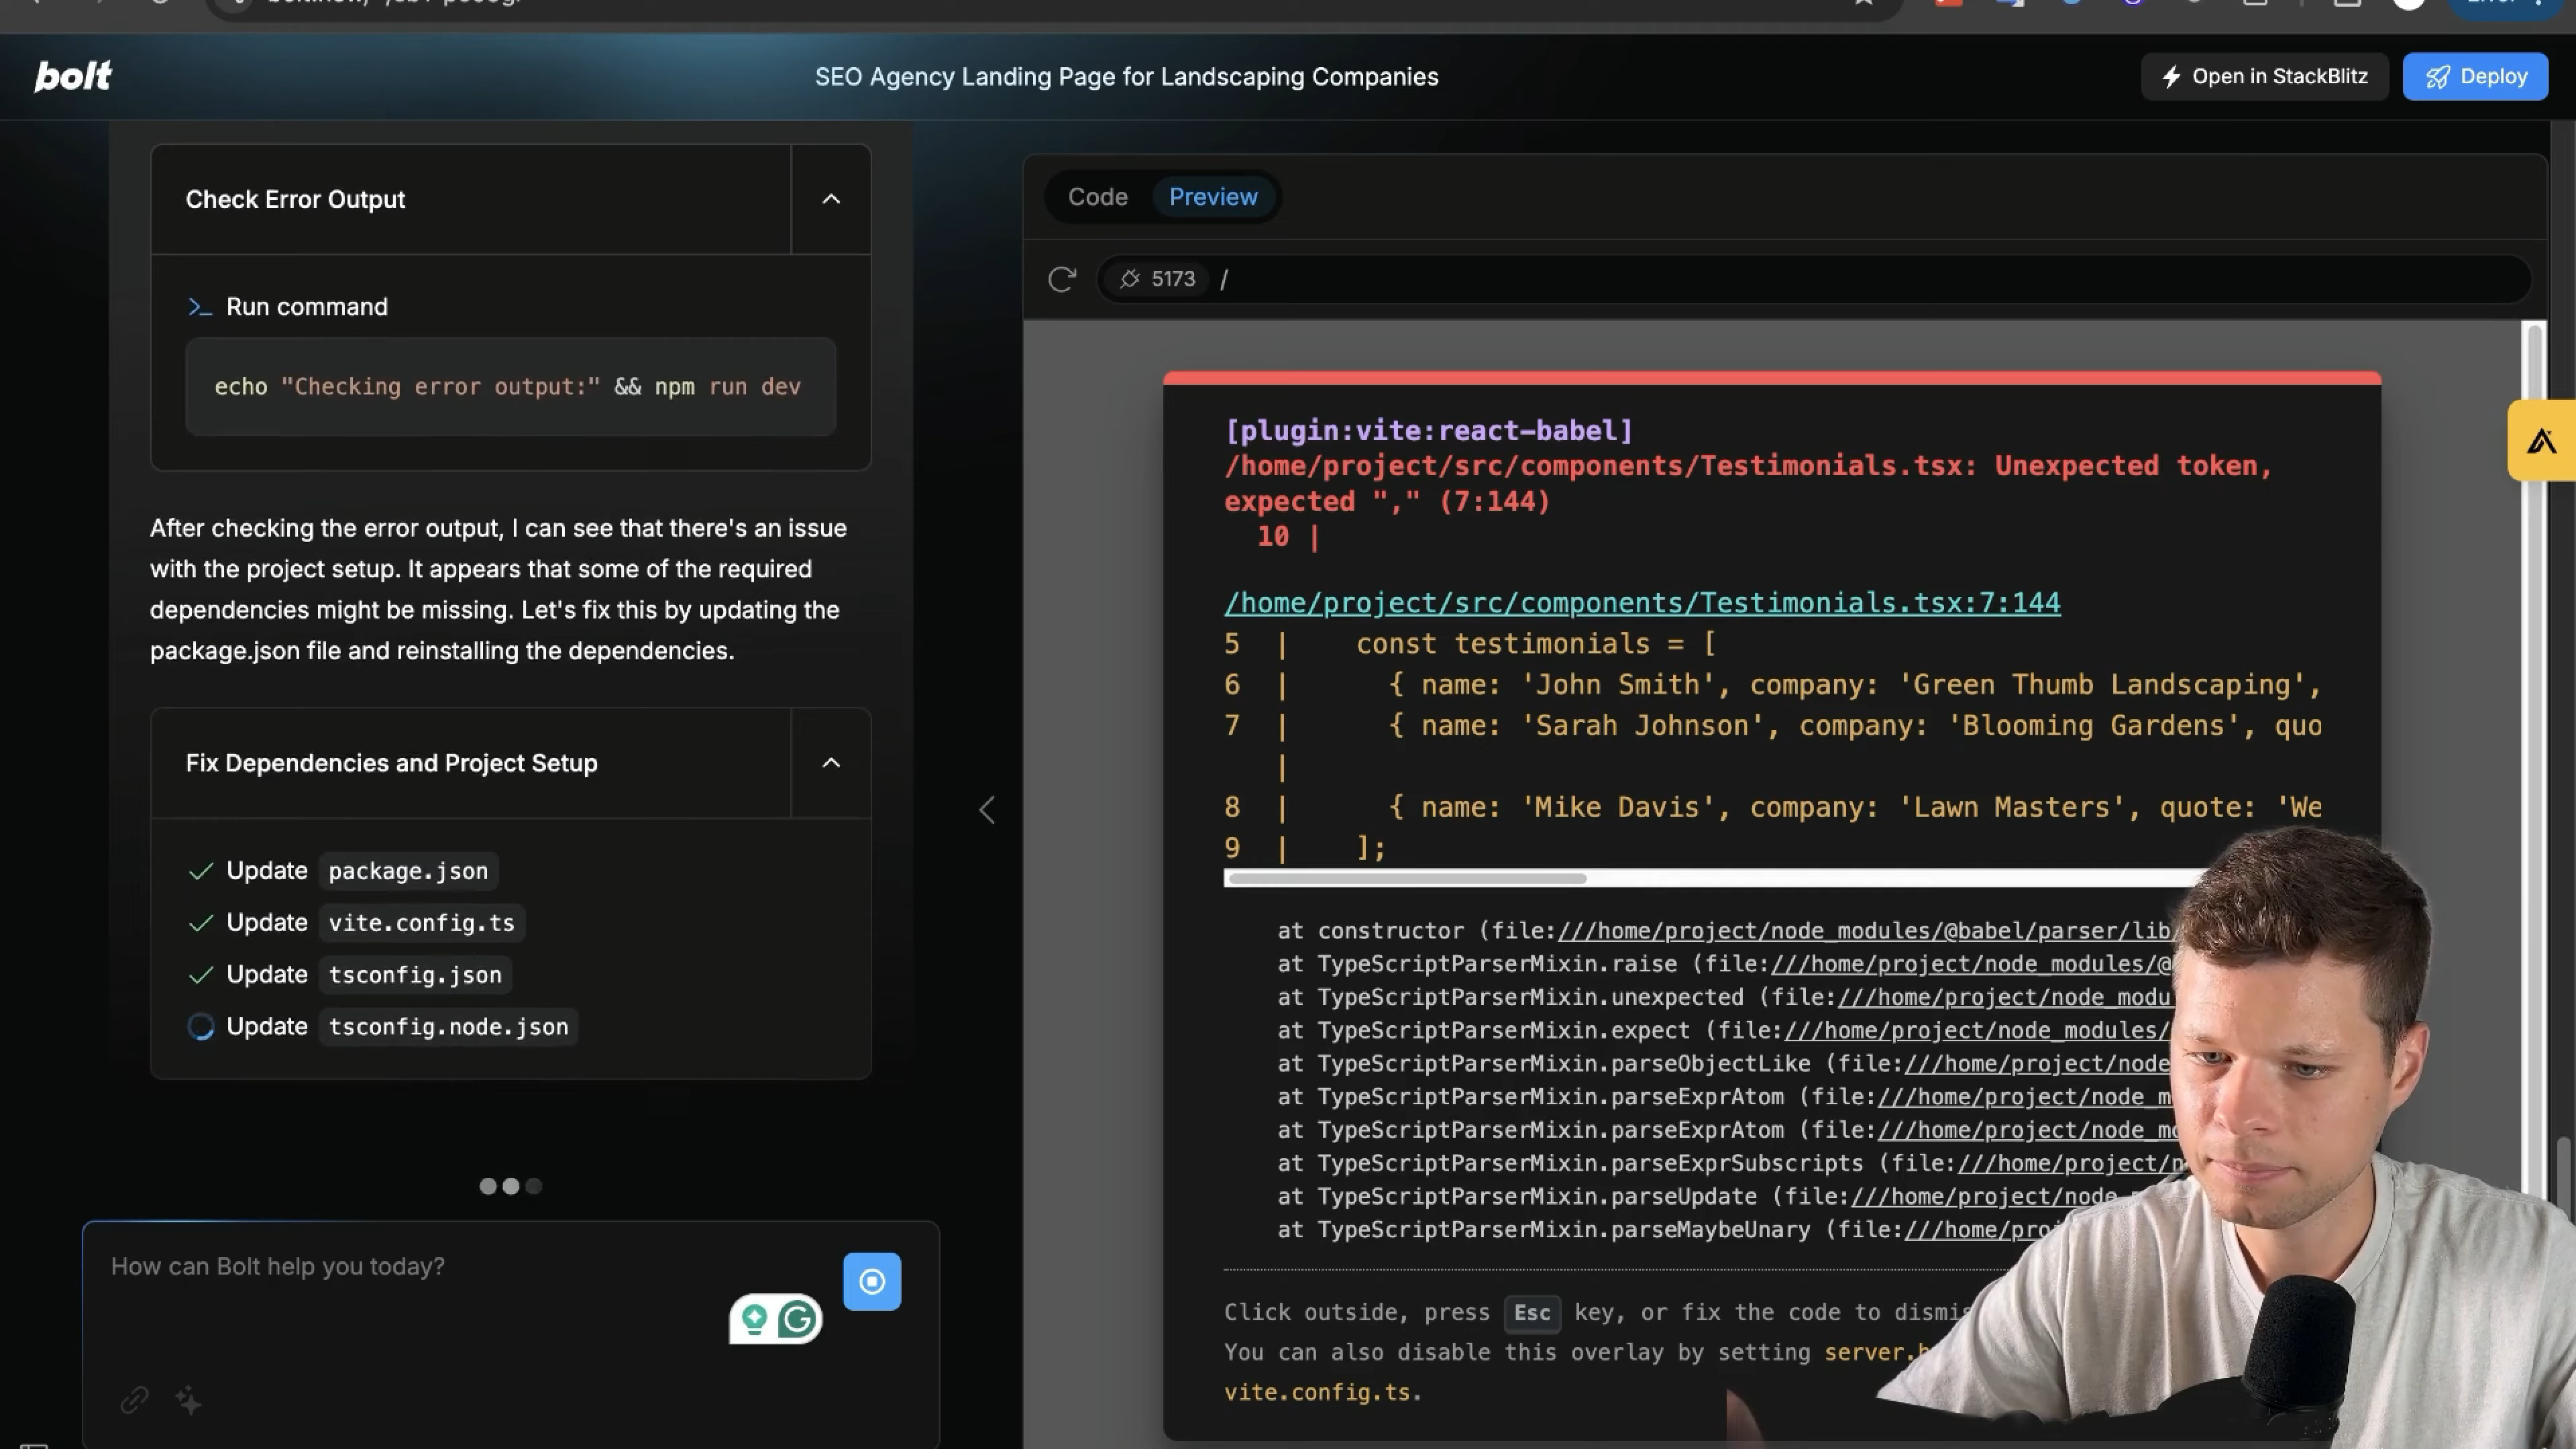 bolt
SEO Agency Landing Page for Landscaping Companies
Open in StackBlitz
Deploy
Check Error Output
Run command
echo "Checking error output:" && npm run dev
After checking the error output, I can see that there's an issue
with the project setup. It appears that some of the required
dependencies might be missing. Let's fix this by updating the
package.json file and reinstalling the dependencies.
Fix Dependencies and Project Setup
Update package.json
Update vite.config.ts
Update tsconfig.json
Update tsconfig.node.json
How can Bolt help you today?
Code
Preview
5173 /
[plugin:vite:react-babel]
/home/project/src/components/Testimonials.tsx: Unexpected token,
expected "," (7:144)
10 |
/home/project/src/components/Testimonials.tsx:7:144
5 | const testimonials = [
6 | { name: 'John Smith', company: 'Green Thumb Landscaping',
7 | { name: 'Sarah Johnson', company: 'Blooming Gardens', quo
|
8 | { name: 'Mike Davis', company: 'Lawn Masters', quote: 'We
9 | ];
at constructor (file:///home/project/node_modules/@babel/parser/lib/
at TypeScriptParserMixin.raise (file:///home/project/node_modules/@
at TypeScriptParserMixin.unexpected (file:///home/project/node_modu
at TypeScriptParserMixin.expect (file:///home/project/node_modules/
at TypeScriptParserMixin.parseObjectLike (file:///home/project/node
at TypeScriptParserMixin.parseExprAtom (file:///home/project/node_m
at TypeScriptParserMixin.parseExprAtom (file:///home/project/node_mo
at TypeScriptParserMixin.parseExprSubscripts (file:///home/project/n
at TypeScriptParserMixin.parseUpdate (file:///home/project/node_m
at TypeScriptParserMixin.parseMaybeUnary (file:///home/proj
Click outside, press Esc key, or fix the code to dismis
You can also disable this overlay by setting server.h
vite.config.ts.